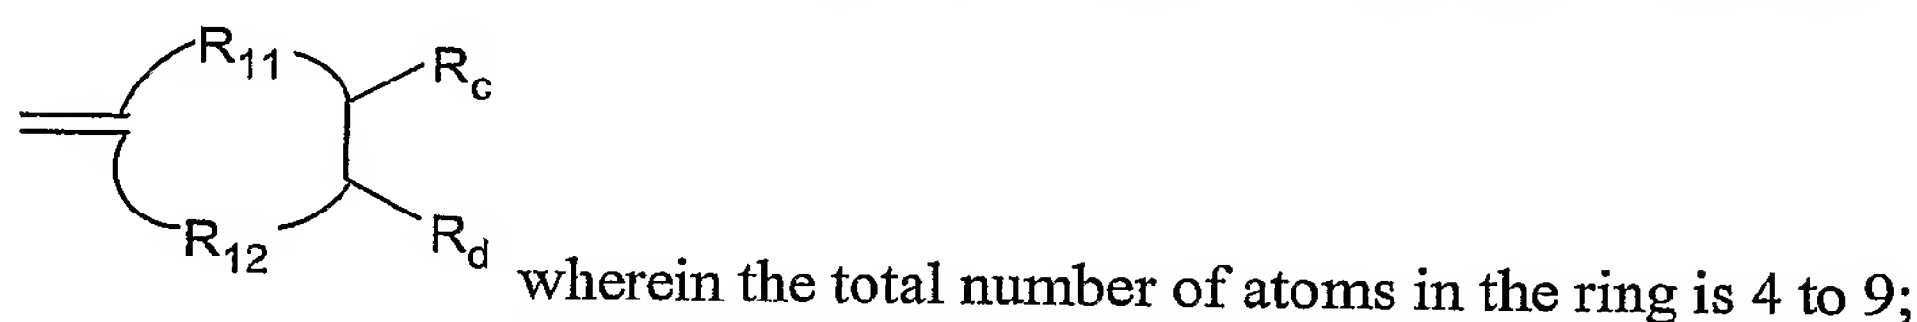 R11
Rc
R12
Rd
wherein the total number of atoms in the ring is 4 to 9;